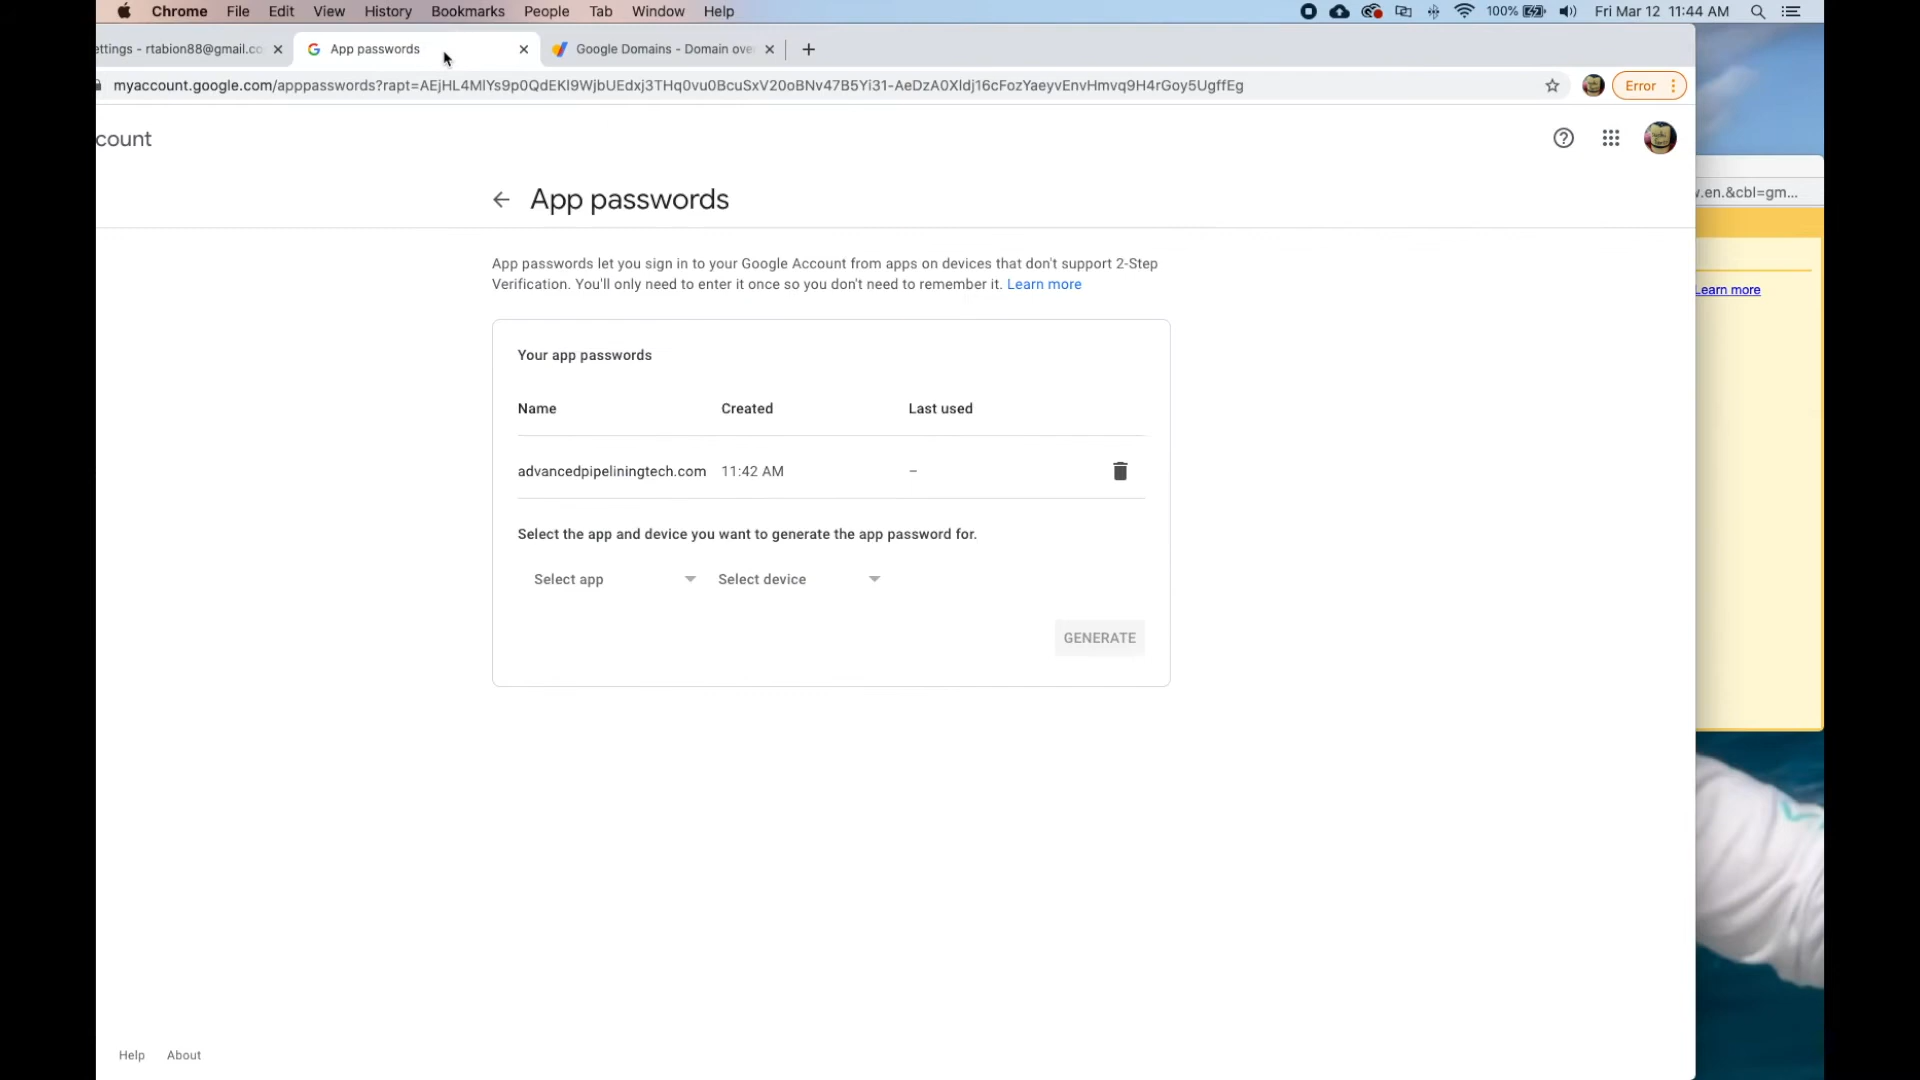 Chrome File Edit View History Bookmarks People Tab Window Help 100% Fri Mar 12 11:44 AM
ettings - rtabion88@gmail.co App passwords Google Domains - Domain ove
myaccount.google.com/apppasswords?rapt=AEjHL4MlYs9p0QdEKl9WjbUEdxj3THq0vu0BcuSxV20oBNv47B5Yi31-AeDzA0Xldj16cFozYaeyvEnvHmvq9H4rGoy5UgffEg Error
count
w.en.&cbl=gm...
App passwords
App passwords let you sign in to your Google Account from apps on devices that don't support 2-Step
Verification. You'll only need to enter it once so you don't need to remember it. Learn more
Learn more
Your app passwords
Name Created Last used
advancedpipeliningtech.com 11:42 AM –
Select the app and device you want to generate the app password for.
Select app Select device
GENERATE
Help About